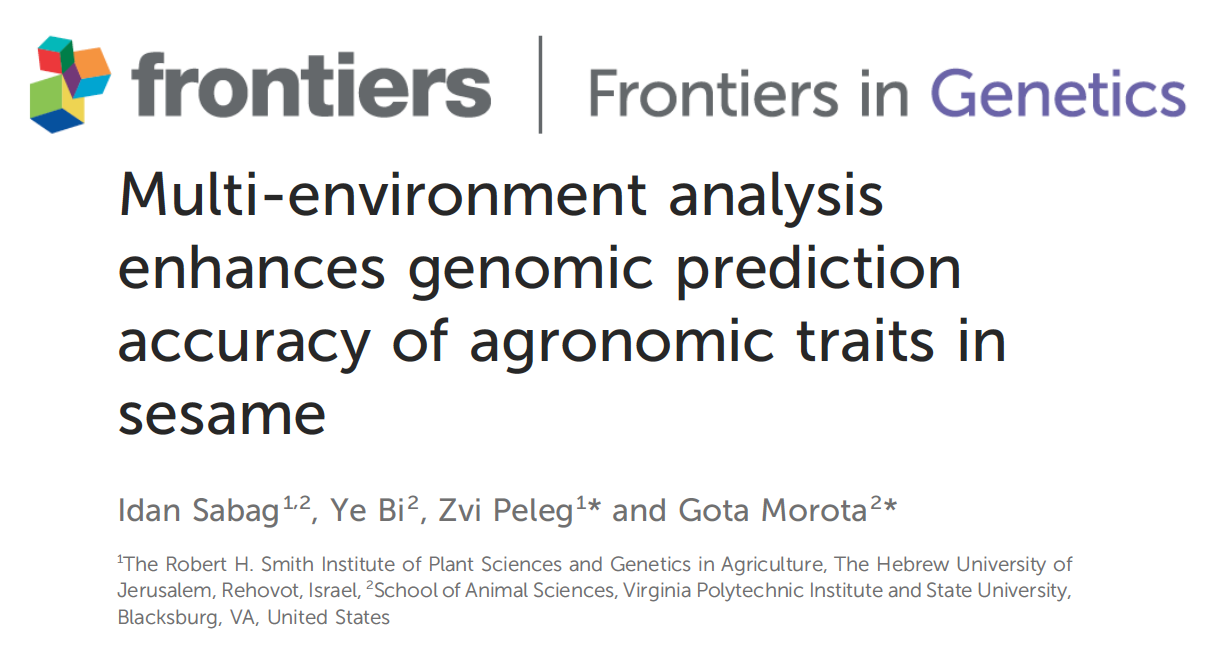 frontiers | Frontiers in Genetics
Multi-environment analysis
enhances genomic prediction
accuracy of agronomic traits in
sesame
Idan Sabag1,2, Ye Bi2, Zvi Peleg1* and Gota Morota2*
1The Robert H. Smith Institute of Plant Sciences and Genetics in Agriculture, The Hebrew University of
Jerusalem, Rehovot, Israel, 2School of Animal Sciences, Virginia Polytechnic Institute and State University,
Blacksburg, VA, United States